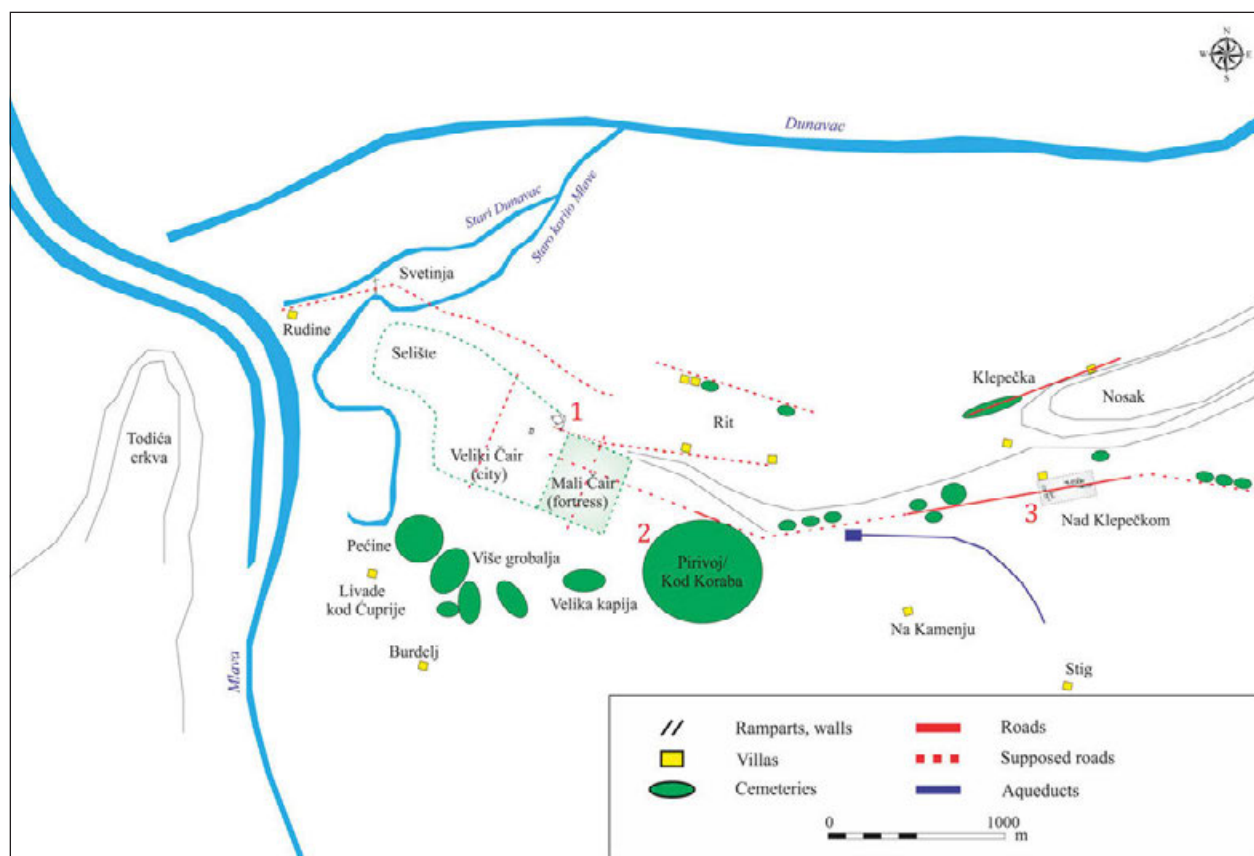 N
W E
S
Dunavac
Stari Dunavac
Staro korito Mlave
Svetinja
Rudine
Selište
Klepečka
Nosak
1
Rit
Todića
crkva
Veliki Čair
(city)
Mali Čair
(fortress)
3
Nad Klepečkom
2
Pećine
Više grobalja
Pirivoj/
Kod Koraba
Livade
kod Ćuprije
Velika kapija
Na Kamenju
Burdelj
Mlava
Stig
Ramparts, walls
Roads
Villas
Supposed roads
Cemeteries
Aqueducts
0 1000
m